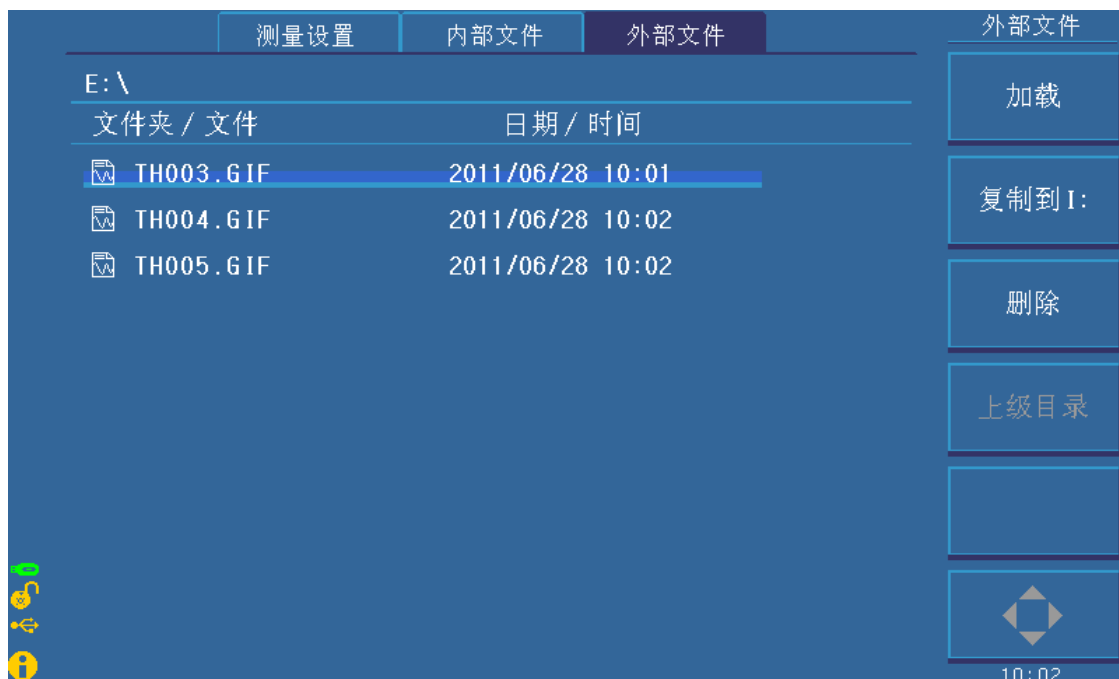 测量设置 内部文件 外部文件 外部文件
E:\
加载
文件夹 / 文件 日期 / 时间
TH003.GIF 2011/06/28 10:01
复制到I:
TH004.GIF 2011/06/28 10:02
TH005.GIF 2011/06/28 10:02
删除
上级目录
10:02